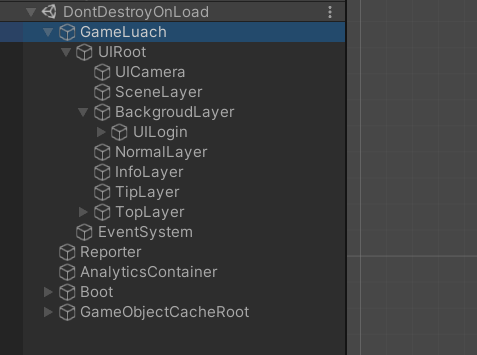 DontDestroyOnLoad
GameLuach
UIRoot
UICamera
SceneLayer
BackgroudLayer
UILogin
NormalLayer
InfoLayer
TipLayer
TopLayer
EventSystem
Reporter
AnalyticsContainer
Boot
GameObjectCacheRoot